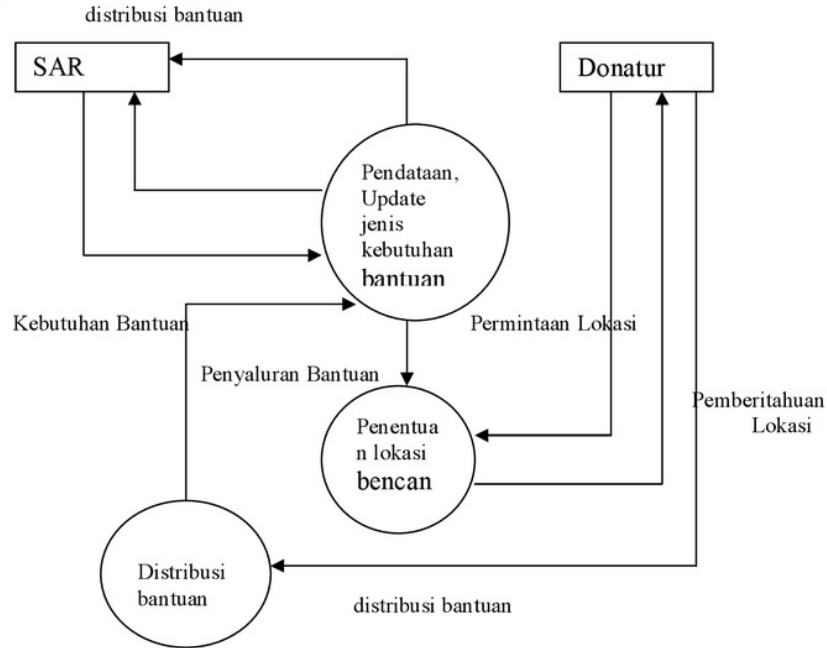 distribusi bantuan
SAR
Donatur
Pendataan,
Update
jenis
kebutuhan
bantuan
Kebutuhan Bantuan
Permintaan Lokasi
Penyaluran Bantuan
Pemberitahuan
Lokasi
Penentua
n lokasi
bencan
Distribusi
bantuan
distribusi bantuan